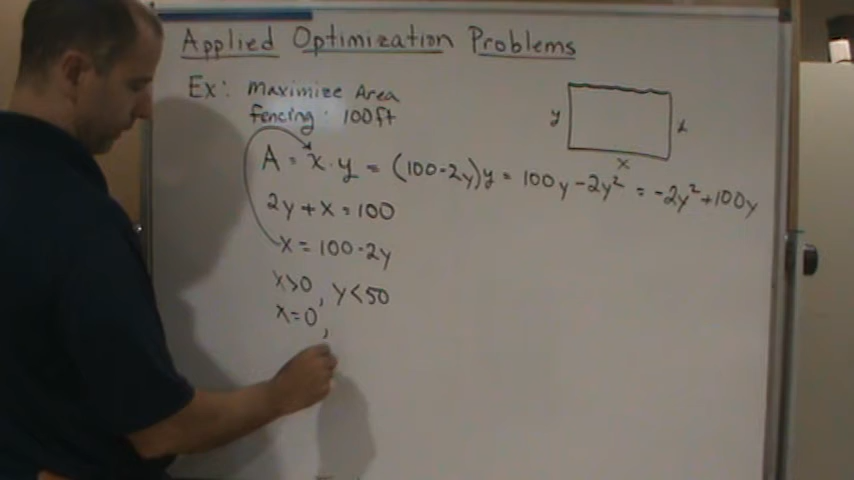 Applied Optimization Problems
Ex: Maximize Area
fencing: 100ft
y
x
A = x · y = (100-2y)y = 100y - 2y² = -2y² + 100y
2y + x = 100
x = 100 - 2y
x>0, y<50
x=0,